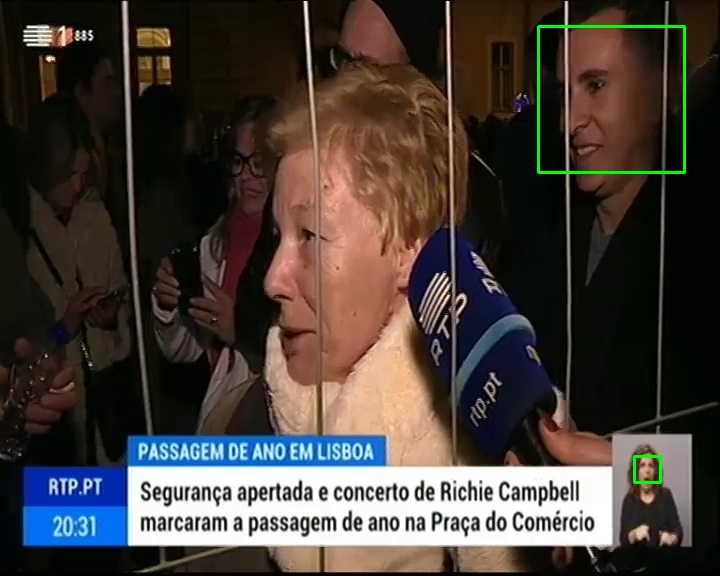 1 885
RTP
RTP
rtp.pt
PASSAGEM DE ANO EM LISBOA
RTP.PT
Segurança apertada e concerto de Richie Campbell
20:31
marcaram a passagem de ano na Praça do Comércio